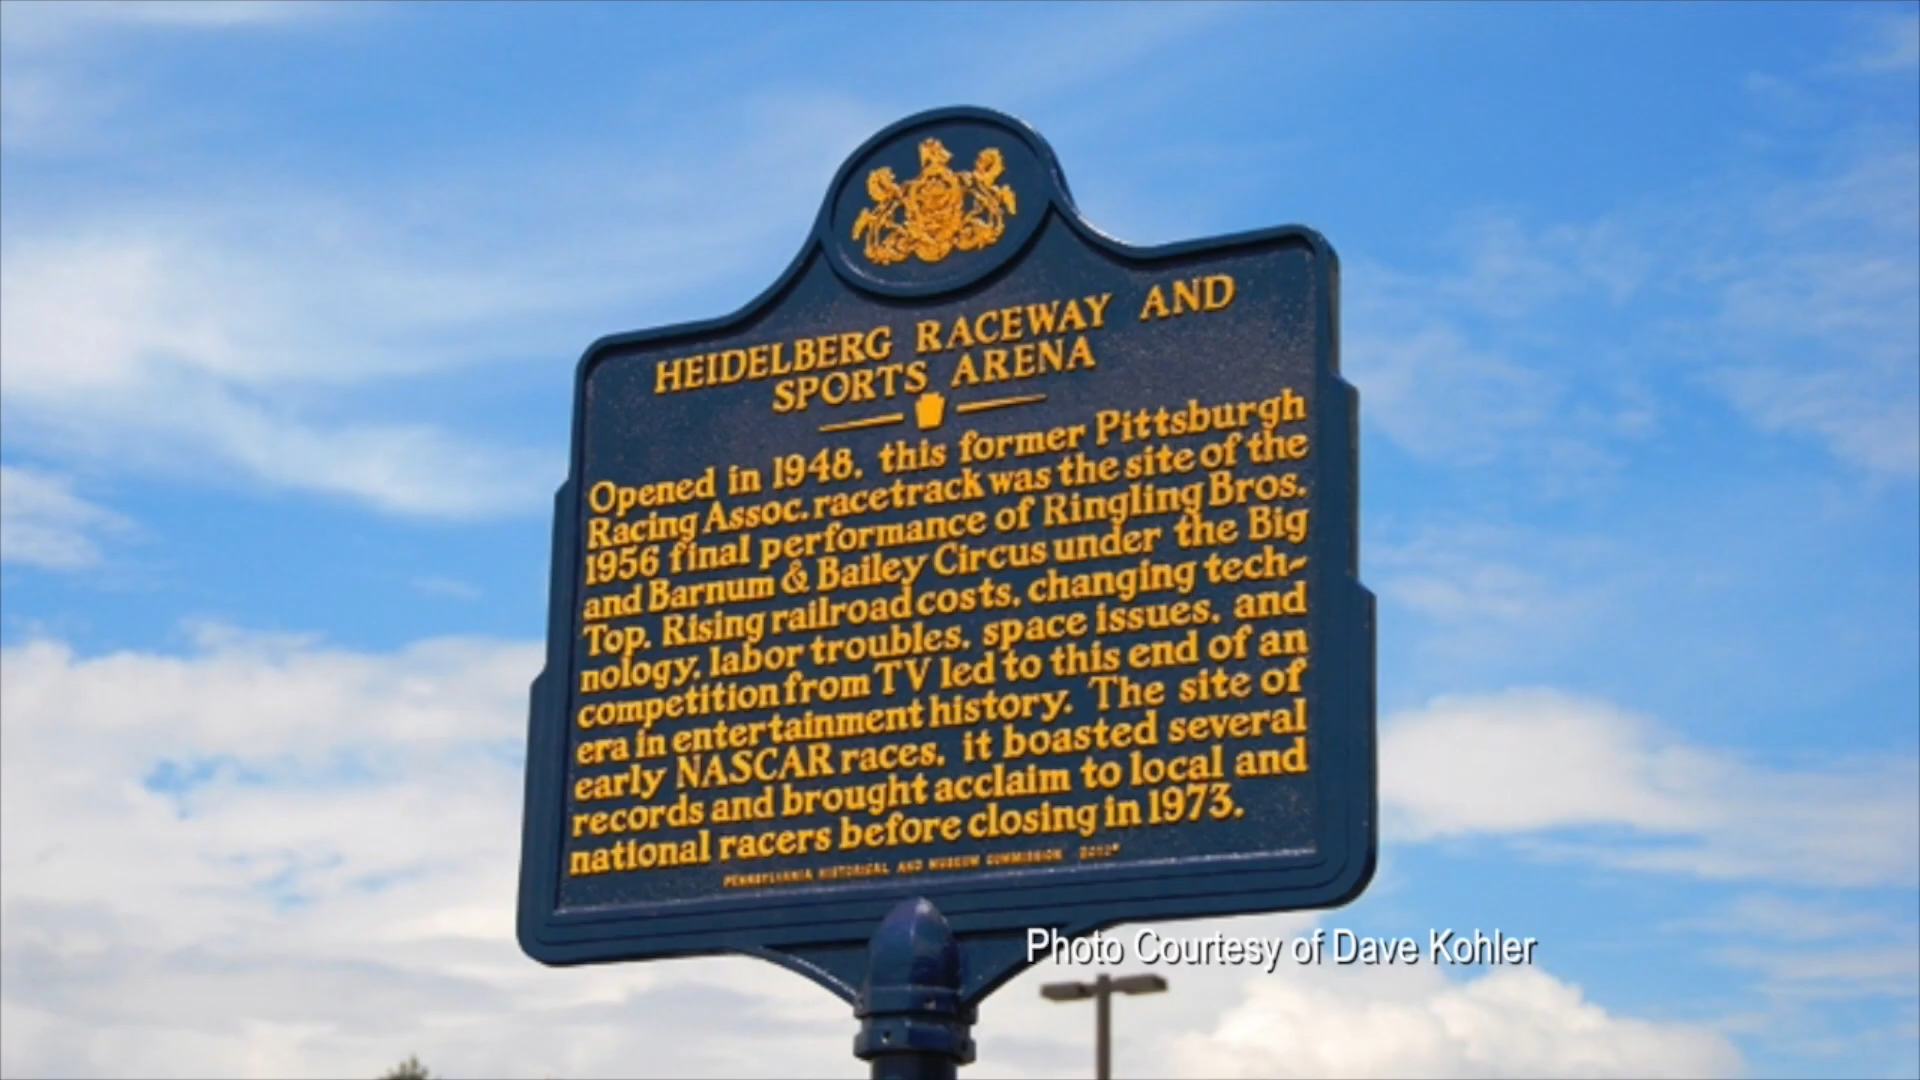 HEIDELBERG RACEWAY AND
SPORTS ARENA
Opened in 1948, this former Pittsburgh
Racing Assoc. racetrack was the site of the
1956 final performance of Ringling Bros.
and Barnum & Bailey Circus under the Big
Top. Rising railroad costs, changing tech-
nology, labor troubles, space issues, and
competition from TV led to this end of an
era in entertainment history. The site of
early NASCAR races, it boasted several
records and brought acclaim to local and
national racers before closing in 1973.
PENNSYLVANIA HISTORICAL AND MUSEUM COMMISSION
Photo Courtesy of Dave Kohler